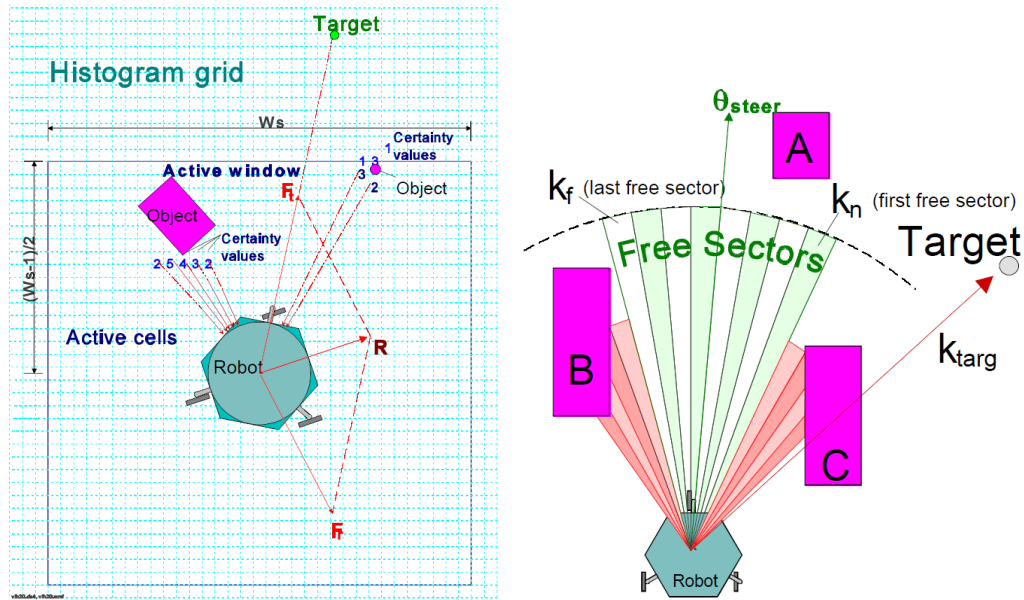 Target
Histogram grid
Ws
Certainty
values
1 3 1
3
2
Object
Active window
(Ws-1)/2
Object
Certainty
values
2 5 4 3 2
Active cells
Robot
R
θsteer
A
kf (last free sector)
kn (first free sector)
Free Sectors
Target
ktarg
B
C
Robot